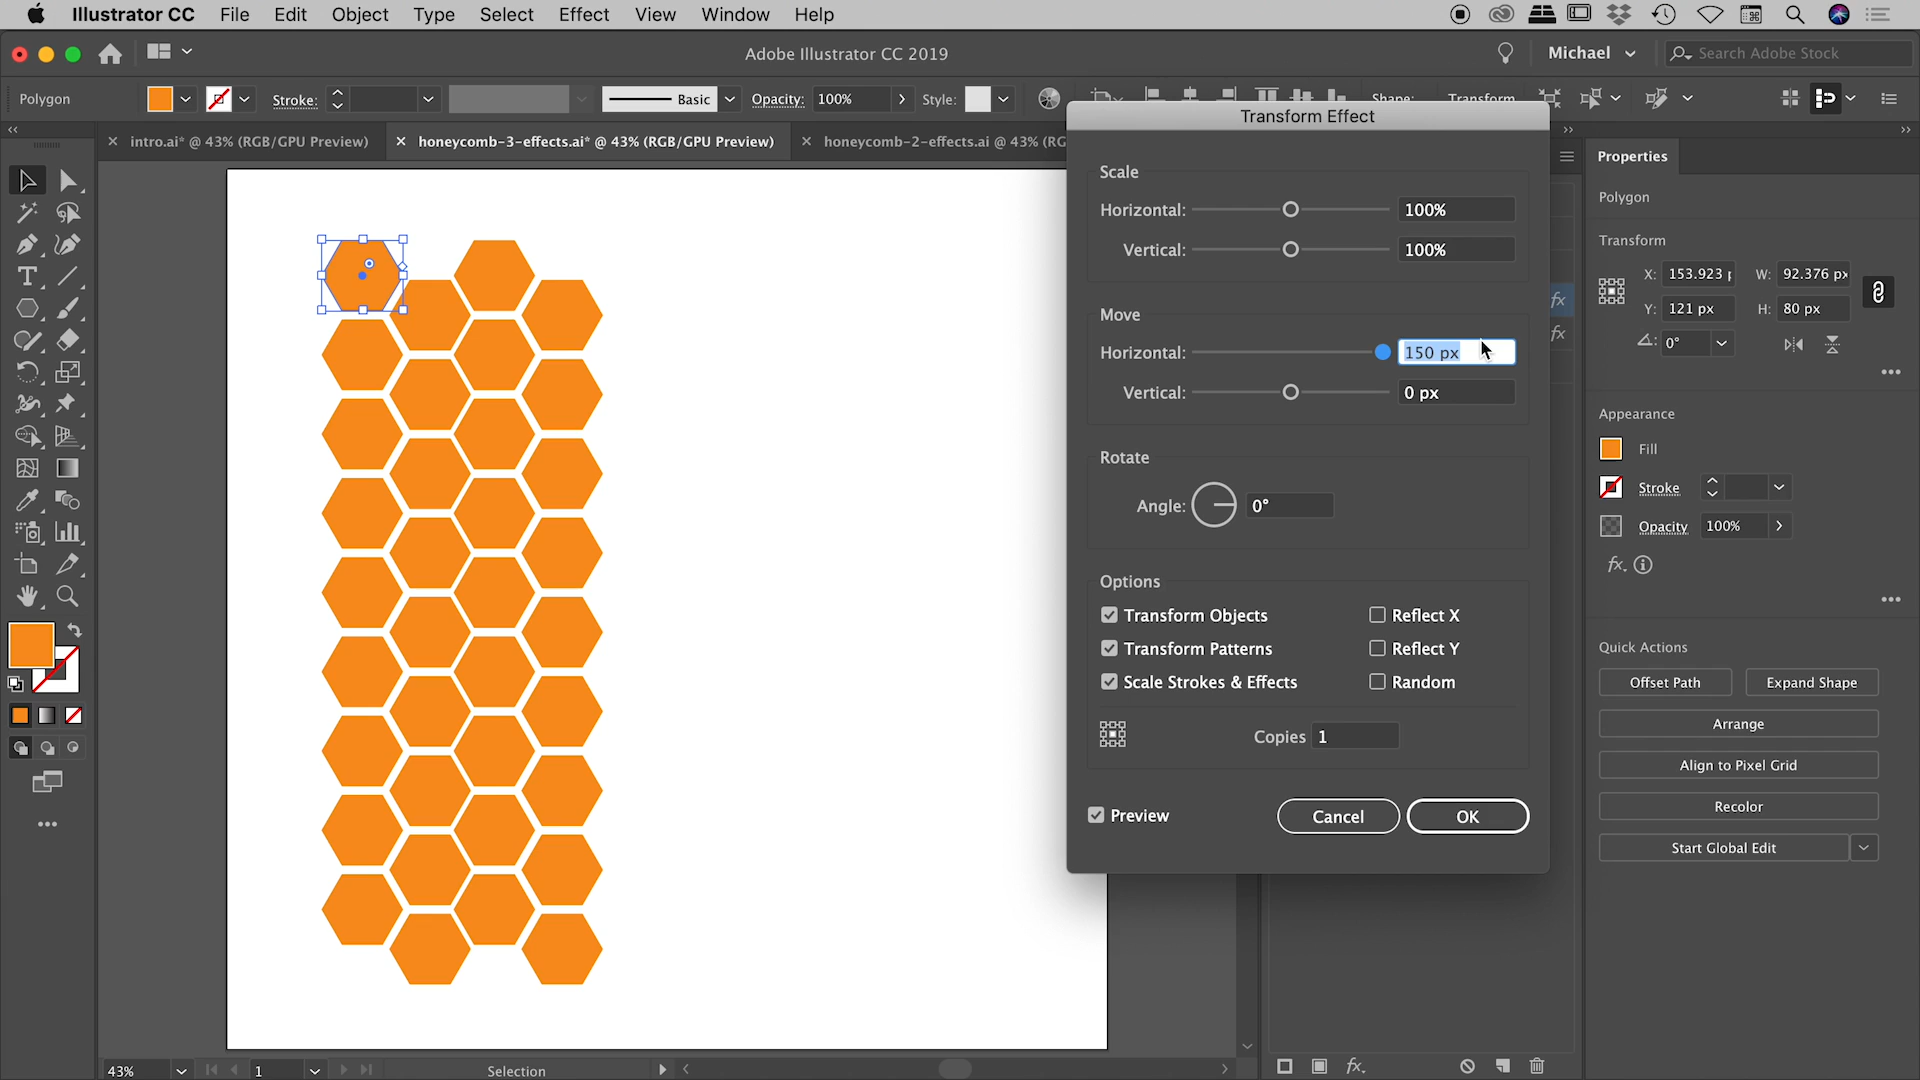 Illustrator CC File Edit Object Type Select Effect View Window Help
Adobe Illustrator CC 2019
Michael
Search Adobe Stock
Polygon
Stroke:
Basic
Opacity: 100%
Style:
Shape:
Transform
× intro.ai* @ 43% (RGB/GPU Preview)
× honeycomb-3-effects.ai* @ 43% (RGB/GPU Preview)
× honeycomb-2-effects.ai @ 43% (RG
Transform Effect
Scale
Horizontal: 100%
Vertical: 100%
Move
Horizontal: 150 px
Vertical: 0 px
Rotate
Angle: 0°
Options
Transform Objects
Reflect X
Transform Patterns
Reflect Y
Scale Strokes & Effects
Random
Copies 1
Preview
Cancel
OK
fx
fx
Properties
Polygon
Transform
X: 153.923 p
W: 92.376 px
Y: 121 px
H: 80 px
0°
Appearance
Fill
Stroke
Opacity 100%
fx.
Quick Actions
Offset Path
Expand Shape
Arrange
Align to Pixel Grid
Recolor
Start Global Edit
43%
1
Selection
fx.